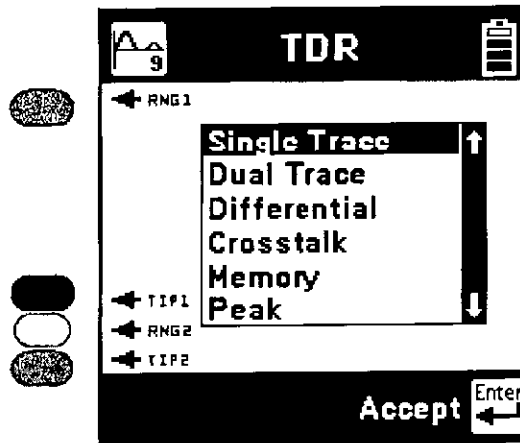 9
TDR
RNG1
Single Trace
Dual Trace
Differential
Crosstalk
Memory
Peak
TIP1
RNG2
TIP2
Accept
Enter